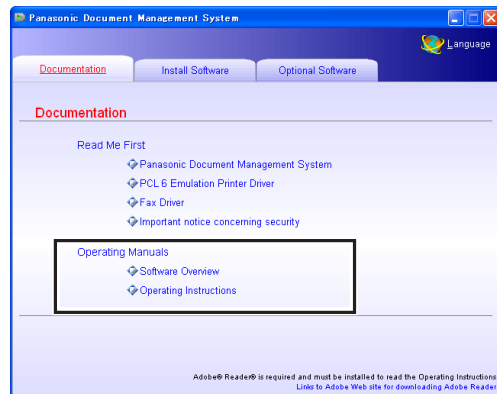 Panasonic Document Management System
Language
Documentation
Install Software
Optional Software
Documentation
Read Me First
Panasonic Document Management System
PCL 6 Emulation Printer Driver
Fax Driver
Important notice concerning security
Operating Manuals
Software Overview
Operating Instructions
Adobe® Reader® is required and must be installed to read the Operating Instructions
Links to Adobe Web site for downloading Adobe Reader